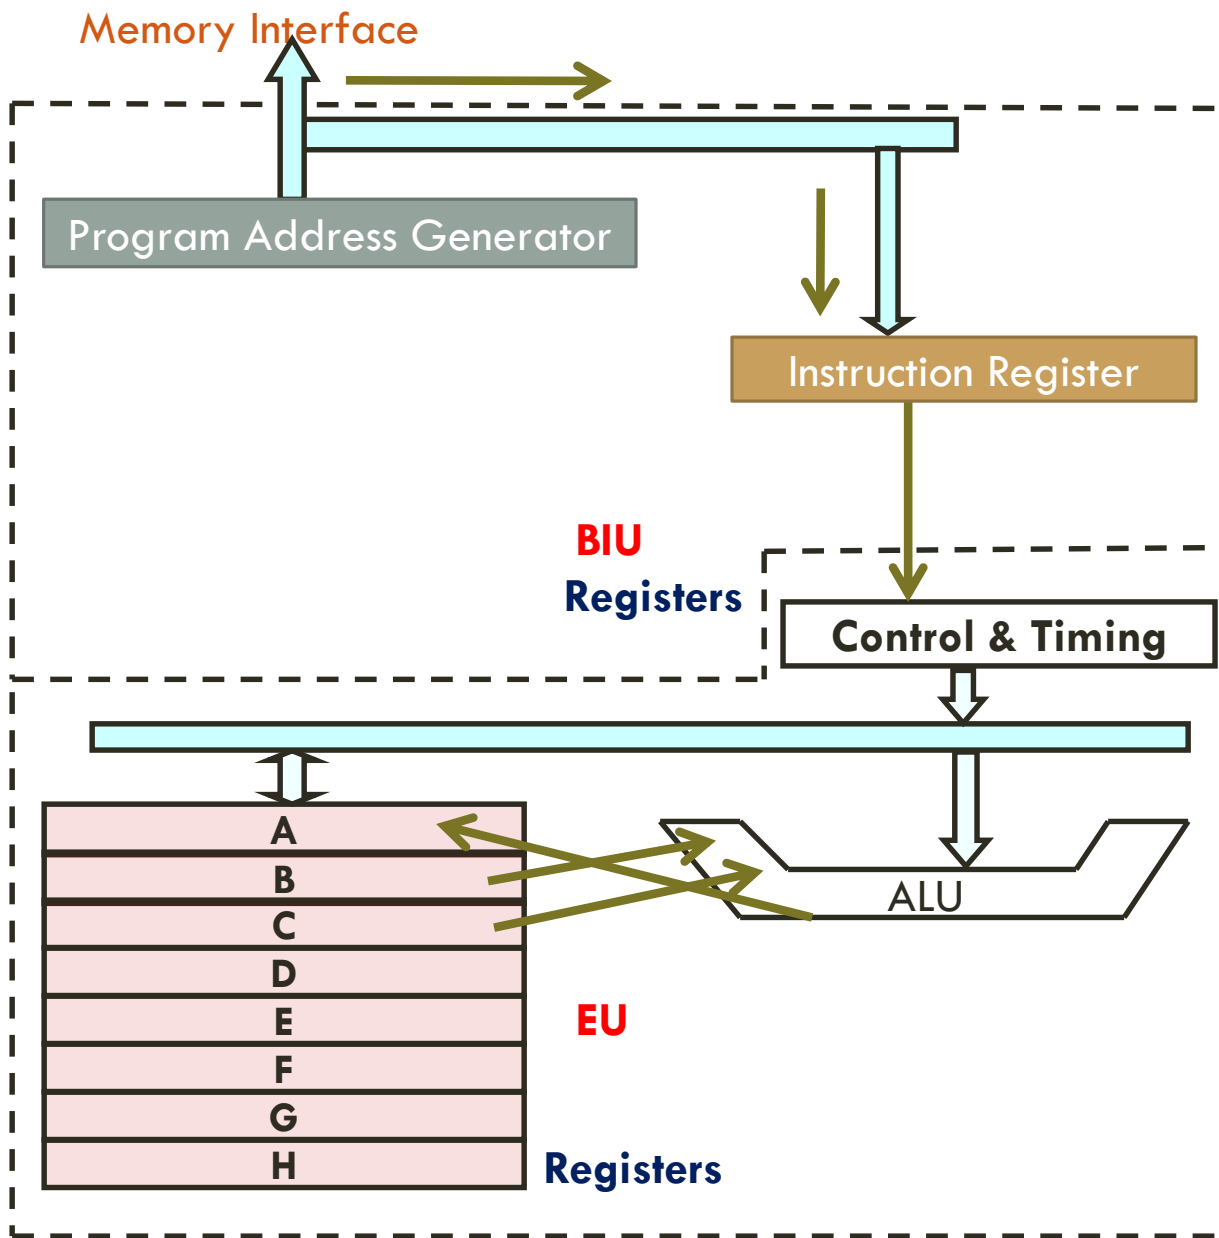 Memory Interface
Program Address Generator
Instruction Register
BIU
Registers
Control & Timing
A
B
C
D
E
F
G
H
ALU
EU
Registers